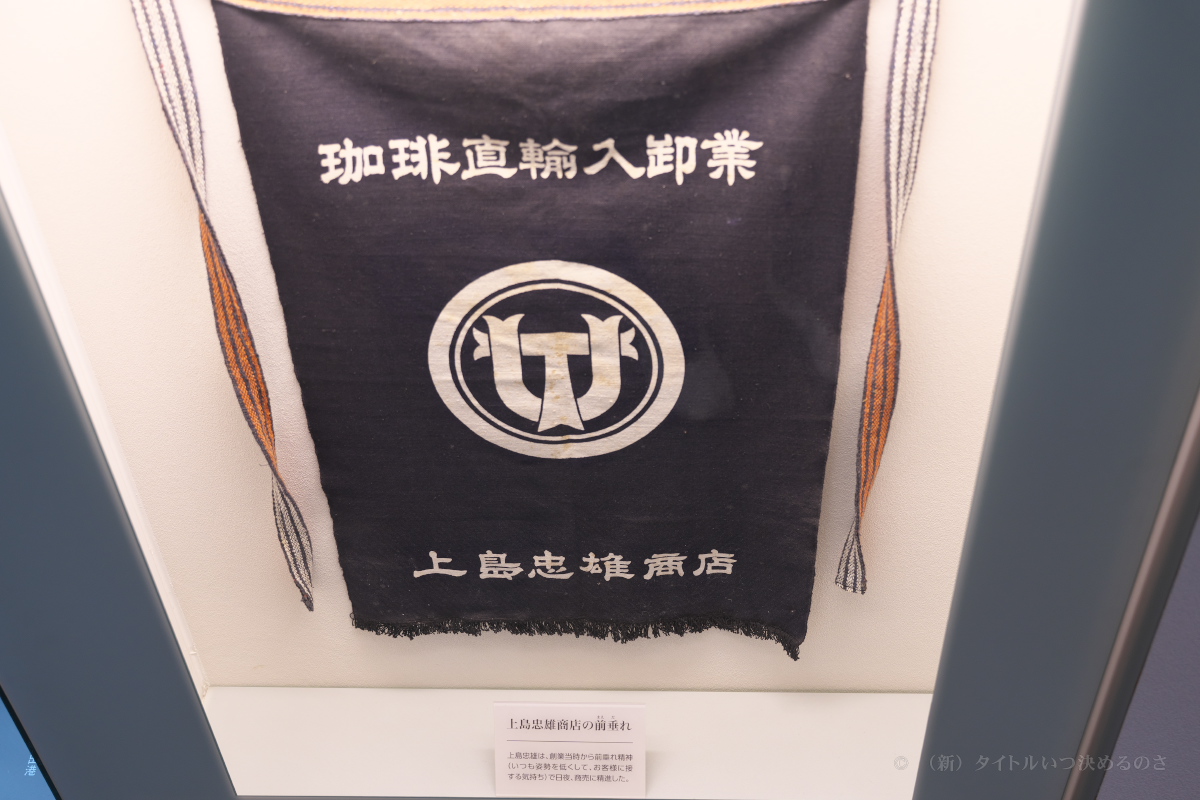 珈琲直輸入卸業
UT
上島忠雄商店
上島忠雄商店の前垂れ
上島忠雄は、創業当時から前垂れ精神
(いつも姿勢を低くして、お客様に接
する気持ち)で日夜、商売に精進した。
© (新)タイトルいつ決めるのさ